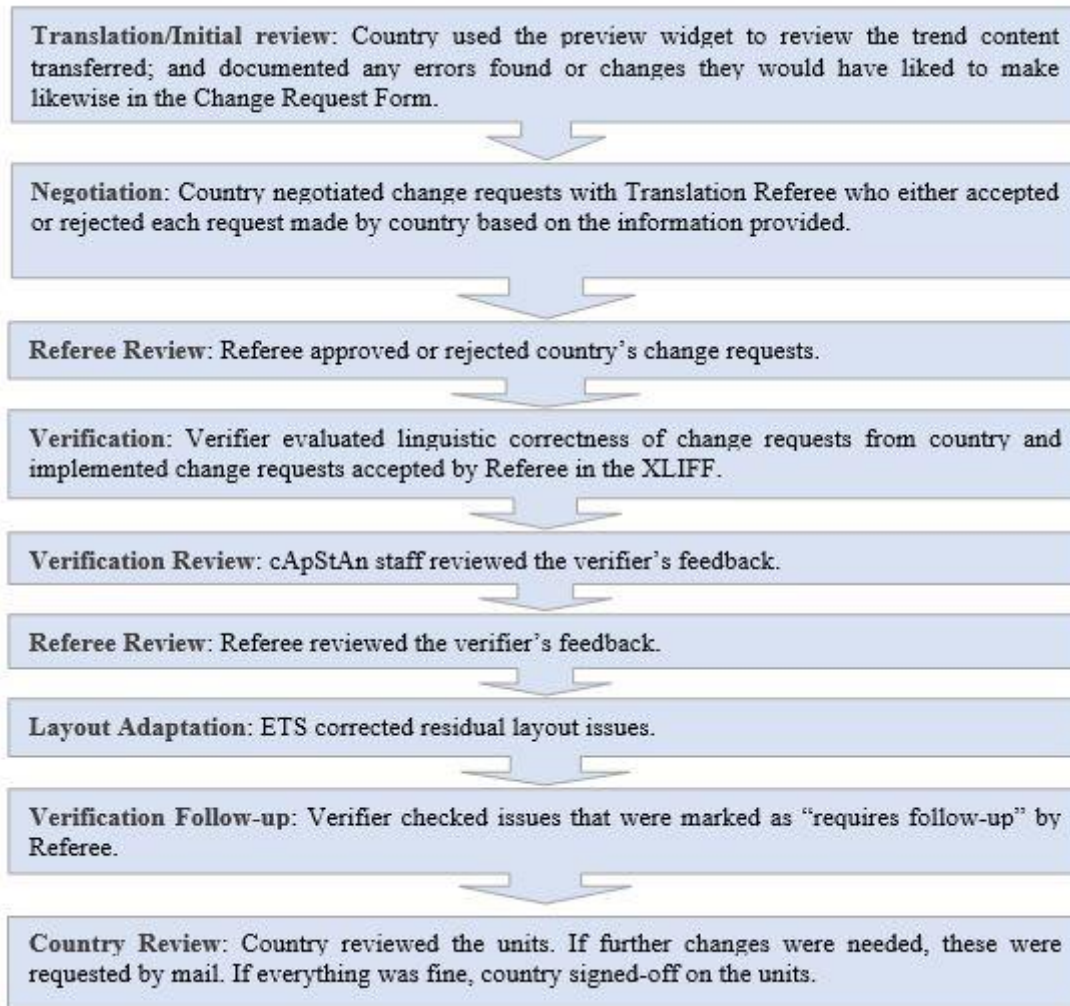 Translation/Initial review: Country used the preview widget to review the trend content
transferred; and documented any errors found or changes they would have liked to make
likewise in the Change Request Form.
Negotiation: Country negotiated change requests with Translation Referee who either accepted
or rejected each request made by country based on the information provided.
Referee Review: Referee approved or rejected country’s change requests.
Verification: Verifier evaluated linguistic correctness of change requests from country and
implemented change requests accepted by Referee in the XLIFF.
Verification Review: cApStAn staff reviewed the verifier’s feedback.
Referee Review: Referee reviewed the verifier’s feedback.
Layout Adaptation: ETS corrected residual layout issues.
Verification Follow-up: Verifier checked issues that were marked as “requires follow-up” by
Referee.
Country Review: Country reviewed the units. If further changes were needed, these were
requested by mail. If everything was fine, country signed-off on the units.